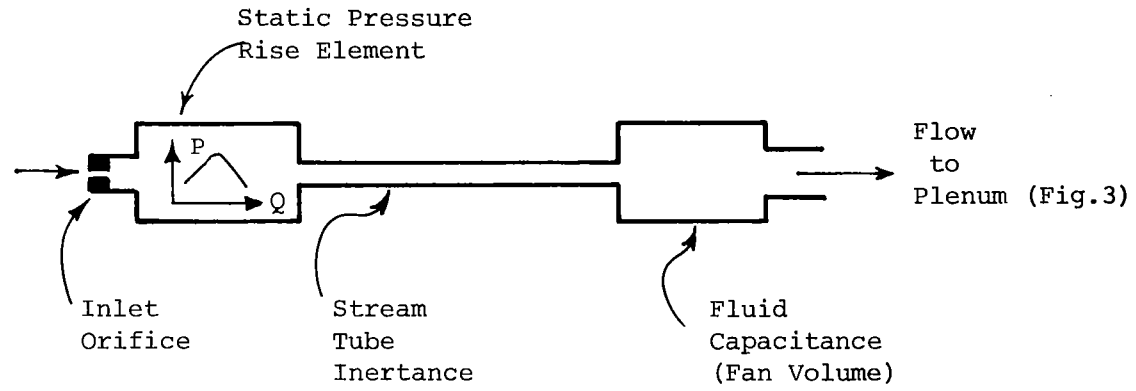 Static Pressure
Rise Element
P
Q
Flow
to
Plenum (Fig.3)
Inlet
Orifice
Stream
Tube
Inertance
Fluid
Capacitance
(Fan Volume)